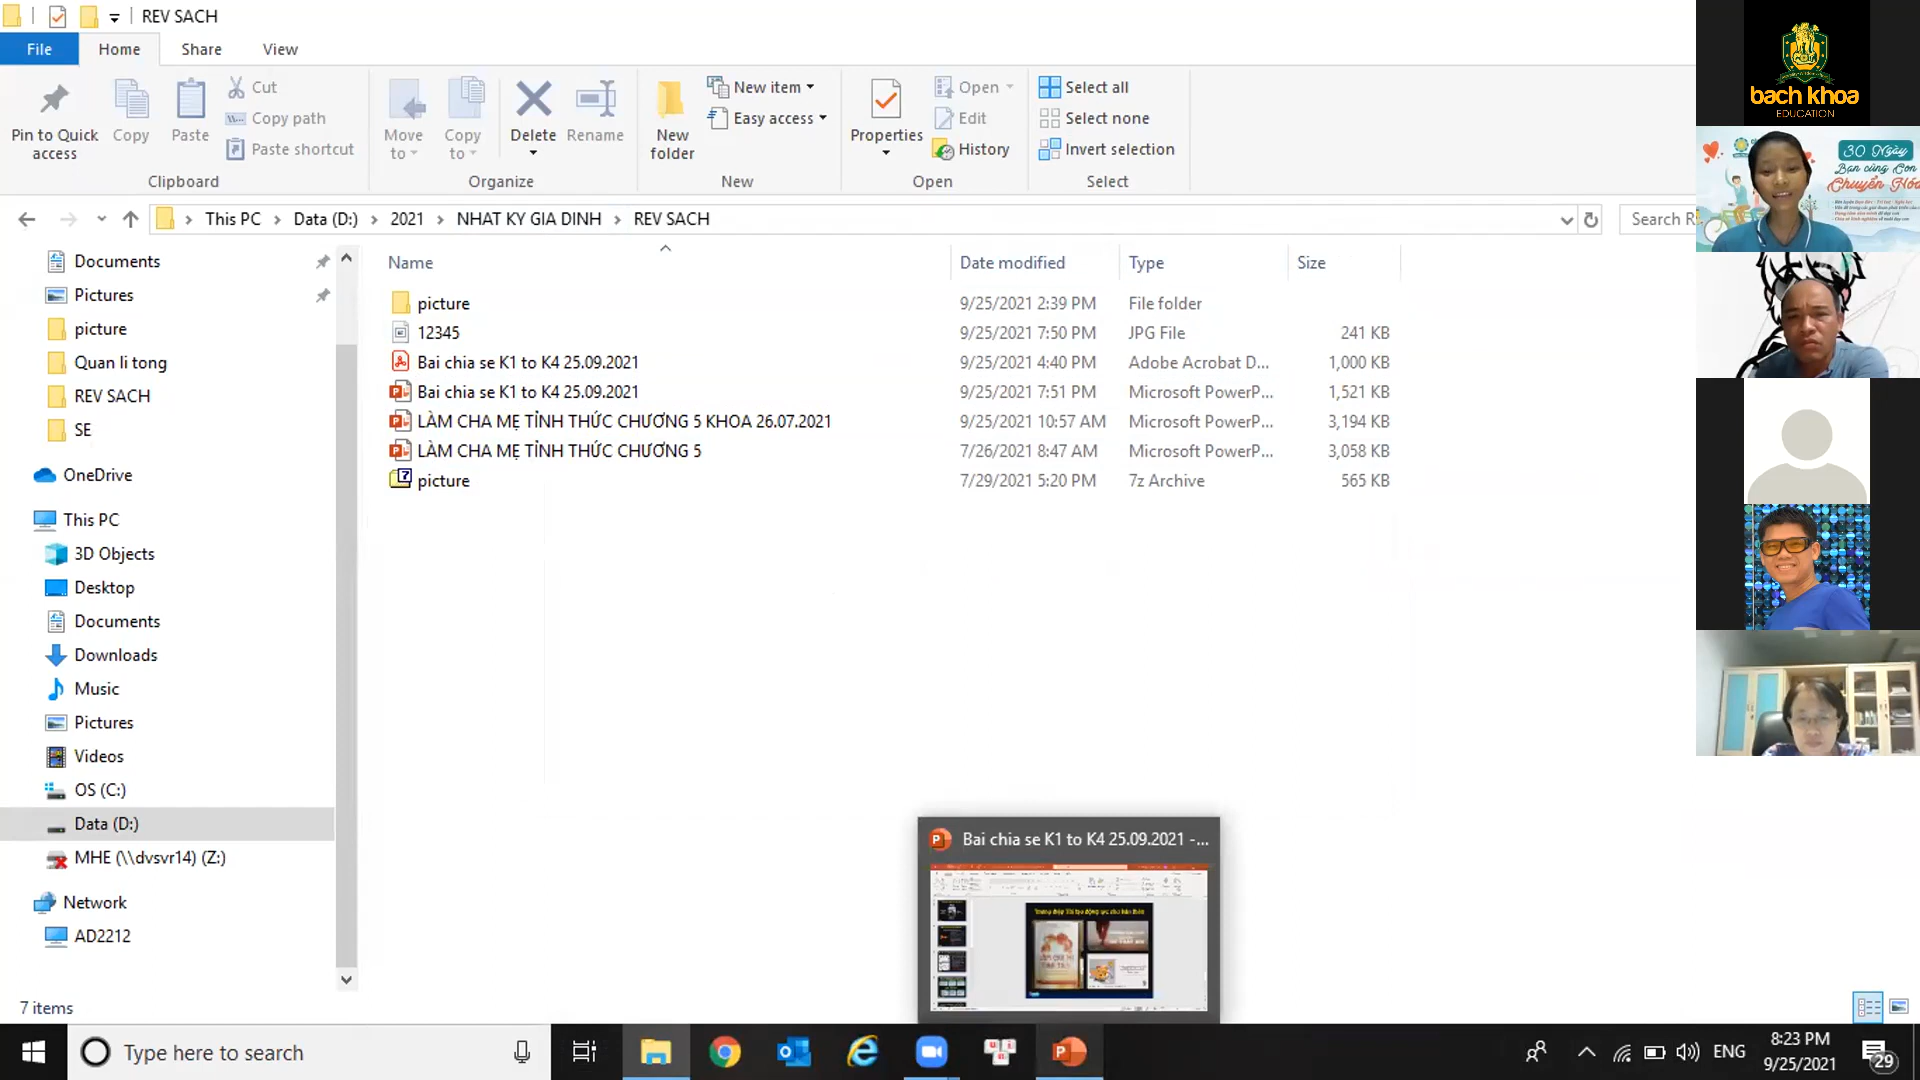 REV SACH
File Home Share View
Pin to Quick access
Copy
Paste
Cut
Copy path
Paste shortcut
Clipboard
Move to
Copy to
Delete
Rename
Organize
New folder
New item
Easy access
New
Properties
Open
Edit
History
Open
Select all
Select none
Invert selection
Select
This PC > Data (D:) > 2021 > NHAT KY GIA DINH > REV SACH
Search R
Documents
Pictures
picture
Quan li tong
REV SACH
SE
OneDrive
This PC
3D Objects
Desktop
Documents
Downloads
Music
Pictures
Videos
OS (C:)
Data (D:)
MHE (\\dvsvr14) (Z:)
Network
AD2212
Name Date modified Type Size
picture 9/25/2021 2:39 PM File folder
12345 9/25/2021 7:50 PM JPG File 241 KB
Bai chia se K1 to K4 25.09.2021 9/25/2021 4:40 PM Adobe Acrobat D... 1,000 KB
Bai chia se K1 to K4 25.09.2021 9/25/2021 7:51 PM Microsoft PowerP... 1,521 KB
LÀM CHA MẸ TỈNH THỨC CHƯƠNG 5 KHOA 26.07.2021 9/25/2021 10:57 AM Microsoft PowerP... 3,194 KB
LÀM CHA MẸ TỈNH THỨC CHƯƠNG 5 7/26/2021 8:47 AM Microsoft PowerP... 3,058 KB
picture 7/29/2021 5:20 PM 7z Archive 565 KB
bach khoa
EDUCATION
30 Ngày
Bạn cùng Con
Chuyển Hóa
Bai chia se K1 to K4 25.09.2021 -...
7 items
Type here to search
ENG
8:23 PM
9/25/2021
29